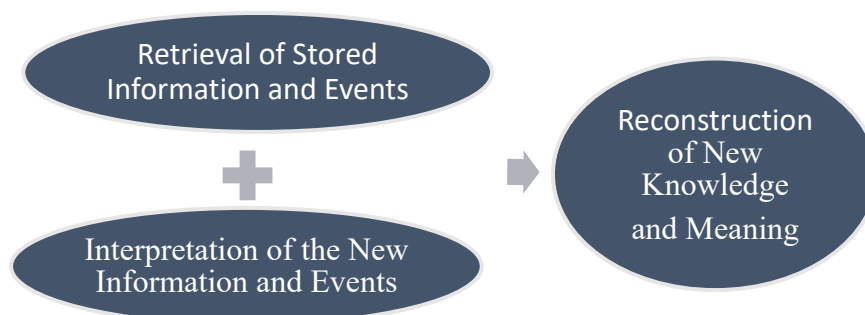 Retrieval of Stored
Information and Events
Interpretation of the New
Information and Events
Reconstruction
of New
Knowledge
and Meaning